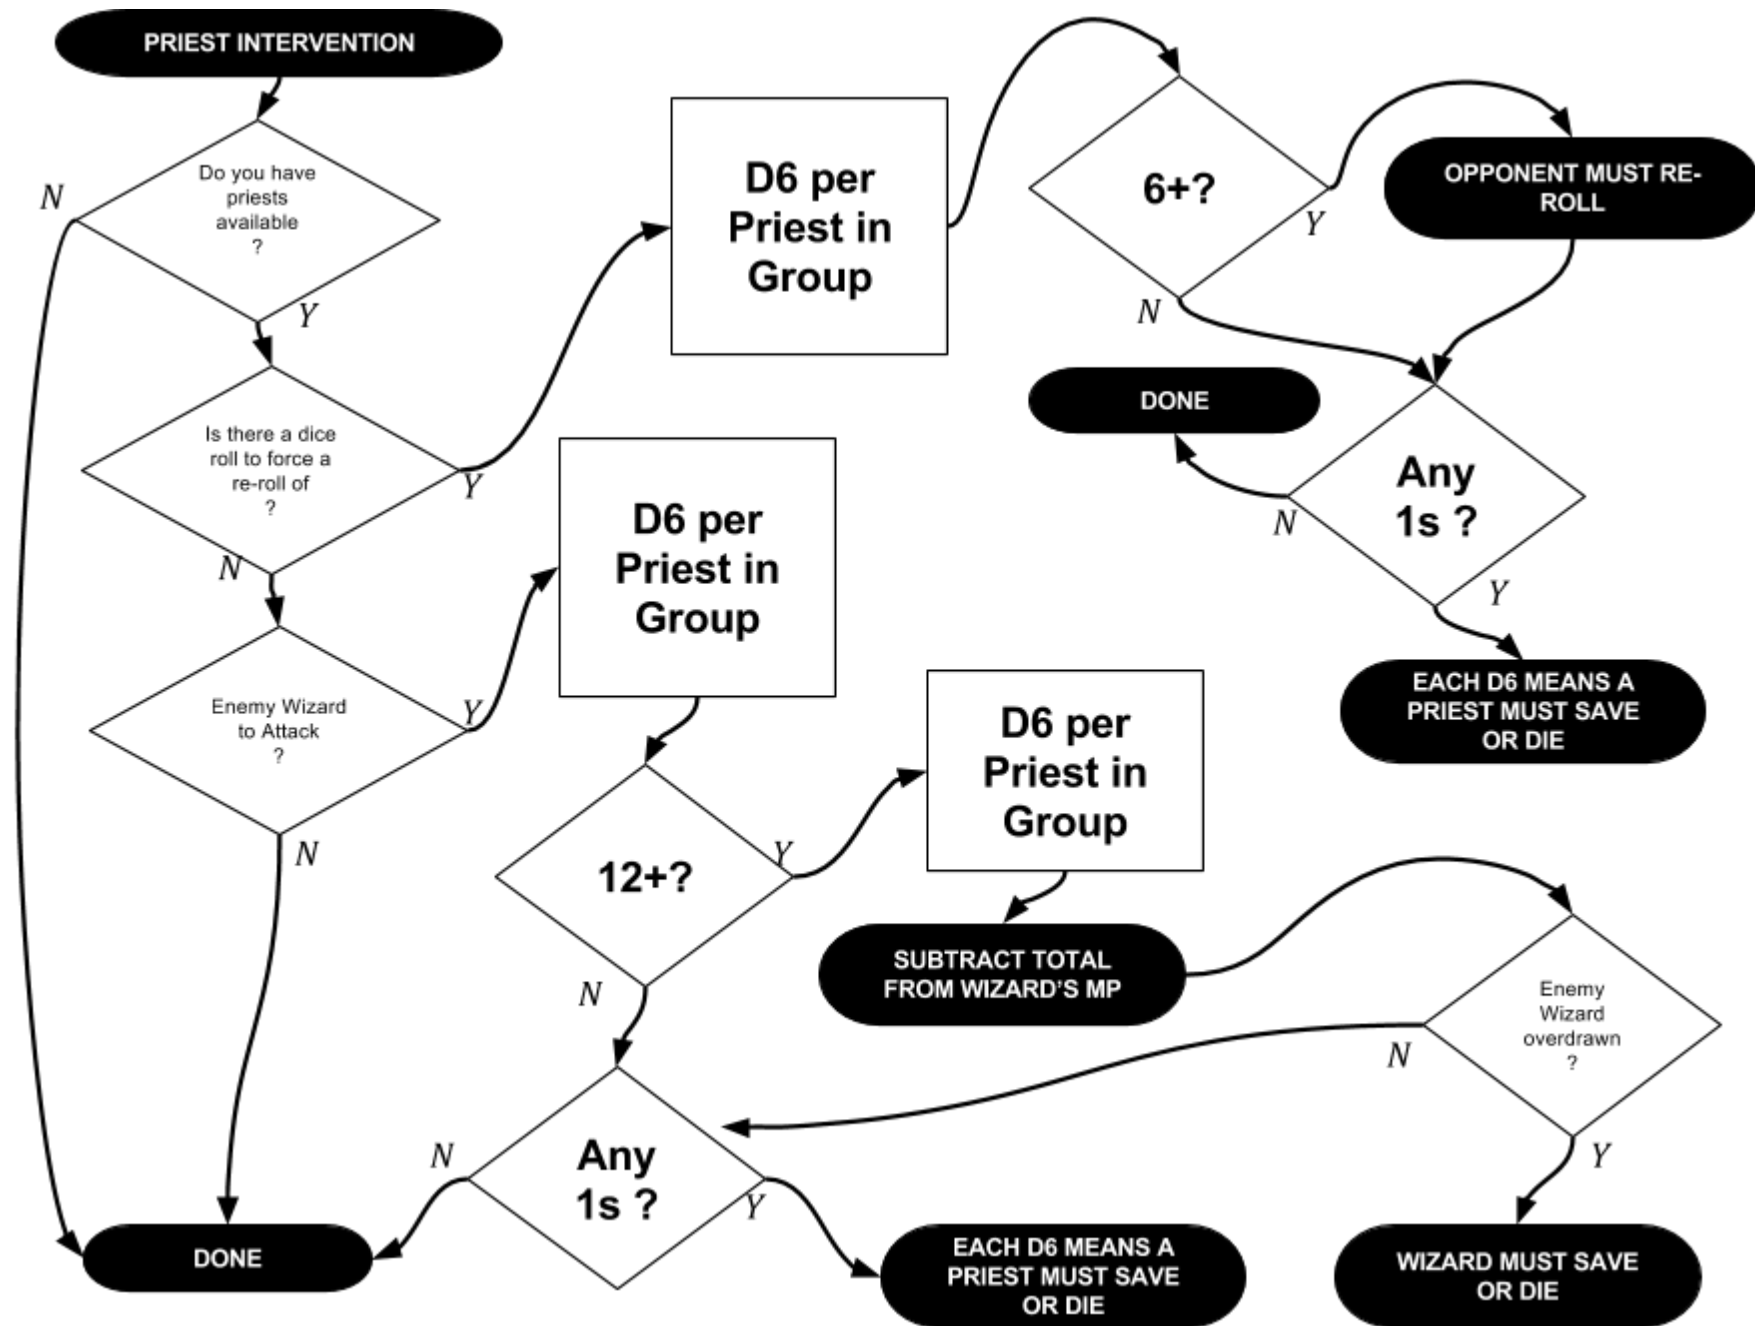 PRIEST INTERVENTION
Do you have
priests
available
?
N
Y
Is there a dice
roll to force a
re-roll of
?
Y
N
Enemy Wizard
to Attack
?
Y
N
DONE
D6 per
Priest in
Group
6+?
Y
N
OPPONENT MUST RE-
ROLL
Any
1s ?
N
Y
DONE
EACH D6 MEANS A
PRIEST MUST SAVE
OR DIE
D6 per
Priest in
Group
12+?
Y
N
D6 per
Priest in
Group
SUBTRACT TOTAL
FROM WIZARD'S MP
Enemy
Wizard
overdrawn
?
N
Y
WIZARD MUST SAVE
OR DIE
Any
1s ?
N
Y
EACH D6 MEANS A
PRIEST MUST SAVE
OR DIE